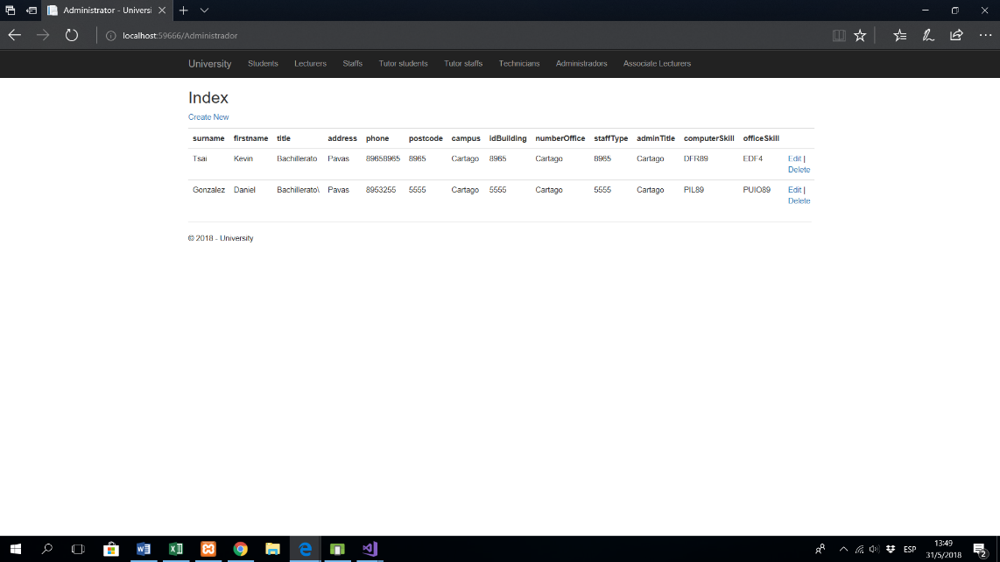 Administrator - Universi
localhost:59666/Administrador
University Students Lecturers Staffs Tutor students Tutor staffs Technicians Administradors Associate Lecturers
Index
Create New
surname firstname title address phone postcode campus idBuilding numberOffice staffType adminTitle computerSkill officeSkill
Tsai Kevin Bachillerato Pavas 89658965 8965 Cartago 8965 Cartago 8965 Cartago DFR89 EDF4 Edit |
Delete
Gonzalez Daniel Bachillerato\ Pavas 8953255 5555 Cartago 5555 Cartago 5555 Cartago PIL89 PUIO89 Edit |
Delete
© 2018 - University
ESP
13:49
31/5/2018
2